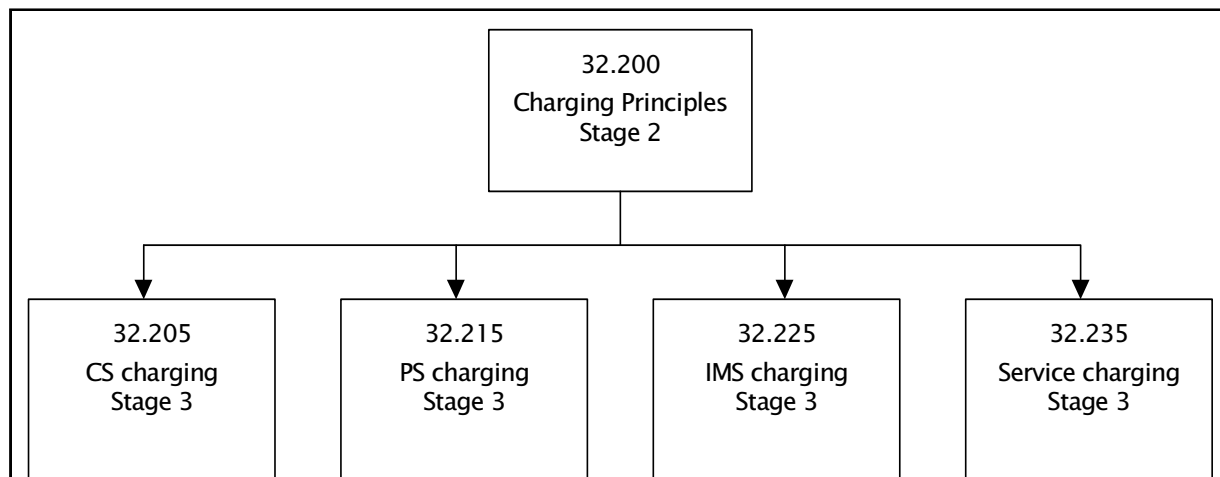 32.200
Charging Principles
Stage 2
32.205
CS charging
Stage 3
32.215
PS charging
Stage 3
32.225
IMS charging
Stage 3
32.235
Service charging
Stage 3